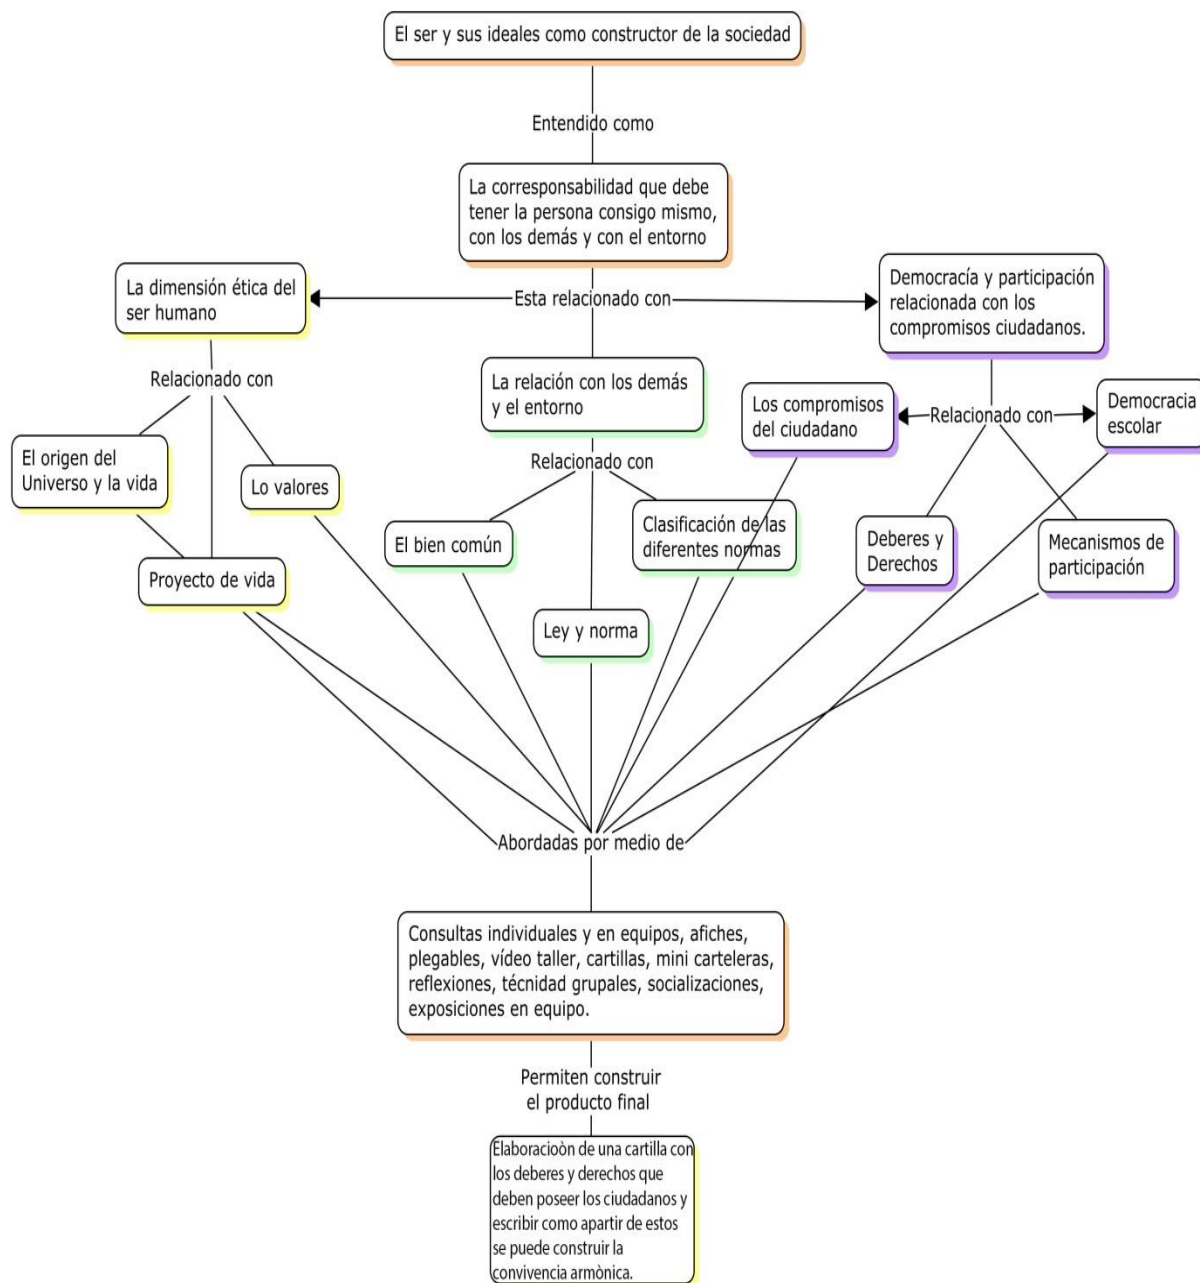 El ser y sus ideales como constructor de la sociedad
Entendido como
La corresponsabilidad que debe
tener la persona consigo mismo,
con los demás y con el entorno
Esta relacionado con
La dimensión ética del
ser humano
Relacionado con
El origen del
Universo y la vida
Lo valores
Proyecto de vida
La relación con los demás
y el entorno
Relacionado con
El bien común
Ley y norma
Clasificación de las
diferentes normas
Democracía y participación
relacionada con los
compromisos ciudadanos.
Relacionado con
Los compromisos
del ciudadano
Democracia
escolar
Deberes y
Derechos
Mecanismos de
participación
Abordadas por medio de
Consultas individuales y en equipos, afiches,
plegables, vídeo taller, cartillas, mini carteleras,
reflexiones, técnidad grupales, socializaciones,
exposiciones en equipo.
Permiten construir
el producto final
Elaboracioòn de una cartilla con
los deberes y derechos que
deben poseer los ciudadanos y
escribir como apartir de estos
se puede construir la
convivencia armònica.